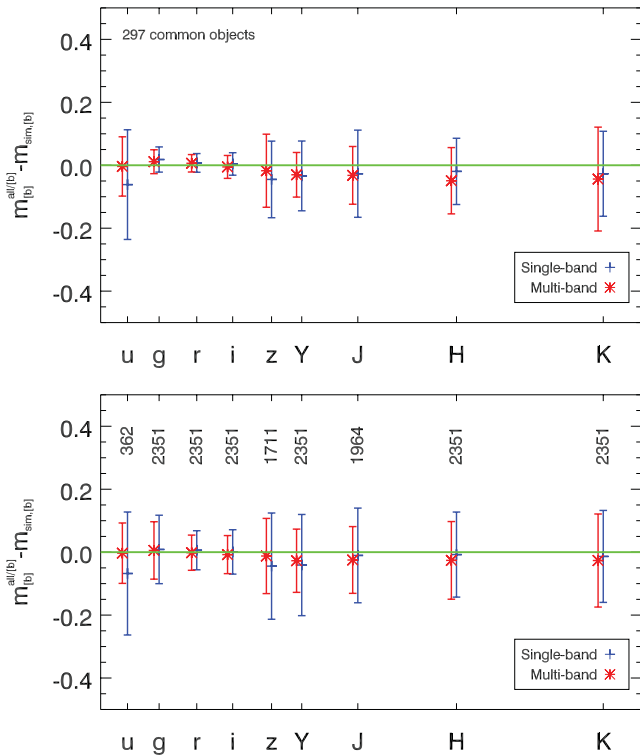 297 common objects
0.4
0.2
0.0
-0.2
-0.4
m[b]^all/[b]-m_sim,[b]
Single-band
Multi-band
u g r i z Y J H K
362 2351 2351 2351 1711 2351 1964 2351 2351
0.4
0.2
0.0
-0.2
-0.4
m[b]^all/[b]-m_sim,[b]
Single-band
Multi-band
u g r i z Y J H K